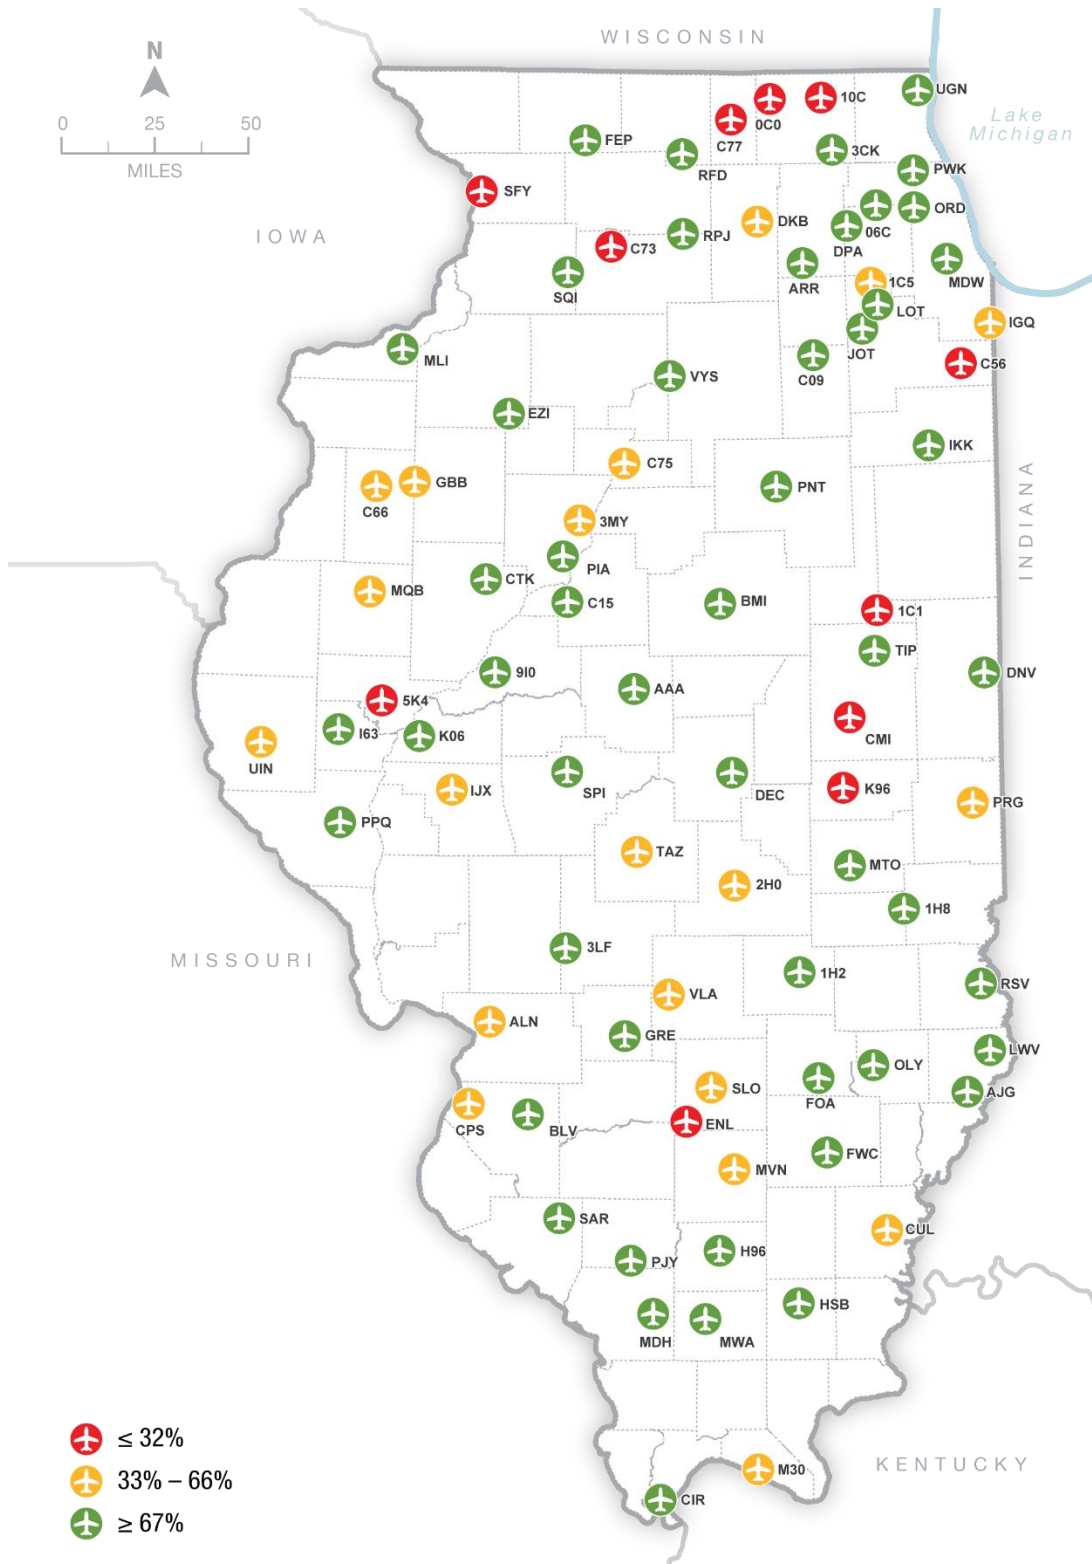 WISCONSIN
N
0 25 50
MILES
Lake
Michigan
IOWA
INDIANA
MISSOURI
KENTUCKY
UGN
10C
0C0
C77
FEP
3CK
RFD
PWK
SFY
ORD
DKB
06C
RPJ
DPA
C73
MDW
ARR
SQI
1C5
LOT
IGQ
JOT
MLI
C09
C56
VYS
EZI
IKK
C75
GBB
PNT
C66
3MY
PIA
CTK
MQB
C15
BMI
1C1
TIP
9I0
DNV
AAA
5K4
I63
K06
CMI
UIN
SPI
DEC
IJX
K96
PRG
PPQ
TAZ
MTO
2H0
1H8
3LF
1H2
RSV
VLA
ALN
GRE
LWV
OLY
SLO
FOA
AJG
CPS
BLV
ENL
FWC
MVN
SAR
CUL
H96
PJY
HSB
MDH
MWA
M30
CIR
≤ 32%
33% – 66%
≥ 67%